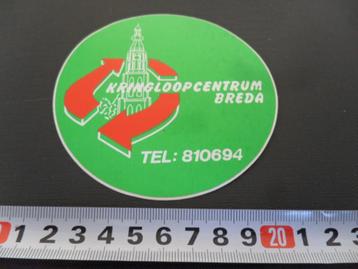 KRINGLOOPCENTRUM
BREDA
TEL: 810694
1 2 3 4 5 6 7 8 9 20 1 2 3